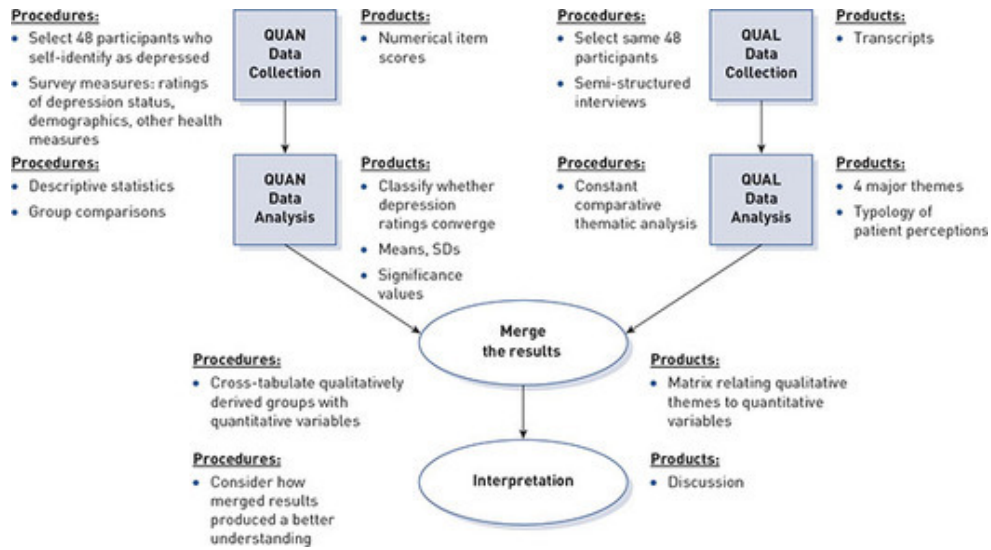 Procedures:
• Select 48 participants who
self-identify as depressed
• Survey measures: ratings
of depression status,
demographics, other health
measures
QUAN
Data
Collection
Products:
• Numerical item
scores
Procedures:
• Select same 48
participants
• Semi-structured
interviews
QUAL
Data
Collection
Products:
• Transcripts
Procedures:
• Descriptive statistics
• Group comparisons
QUAN
Data
Analysis
Products:
• Classify whether
depression
ratings converge
• Means, SDs
• Significance
values
Procedures:
• Constant
comparative
thematic analysis
QUAL
Data
Analysis
Products:
• 4 major themes
• Typology of
patient perceptions
Merge
the results
Procedures:
• Cross-tabulate qualitatively
derived groups with
quantitative variables
Products:
• Matrix relating qualitative
themes to quantitative
variables
Procedures:
• Consider how
merged results
produced a better
understanding
Interpretation
Products:
• Discussion